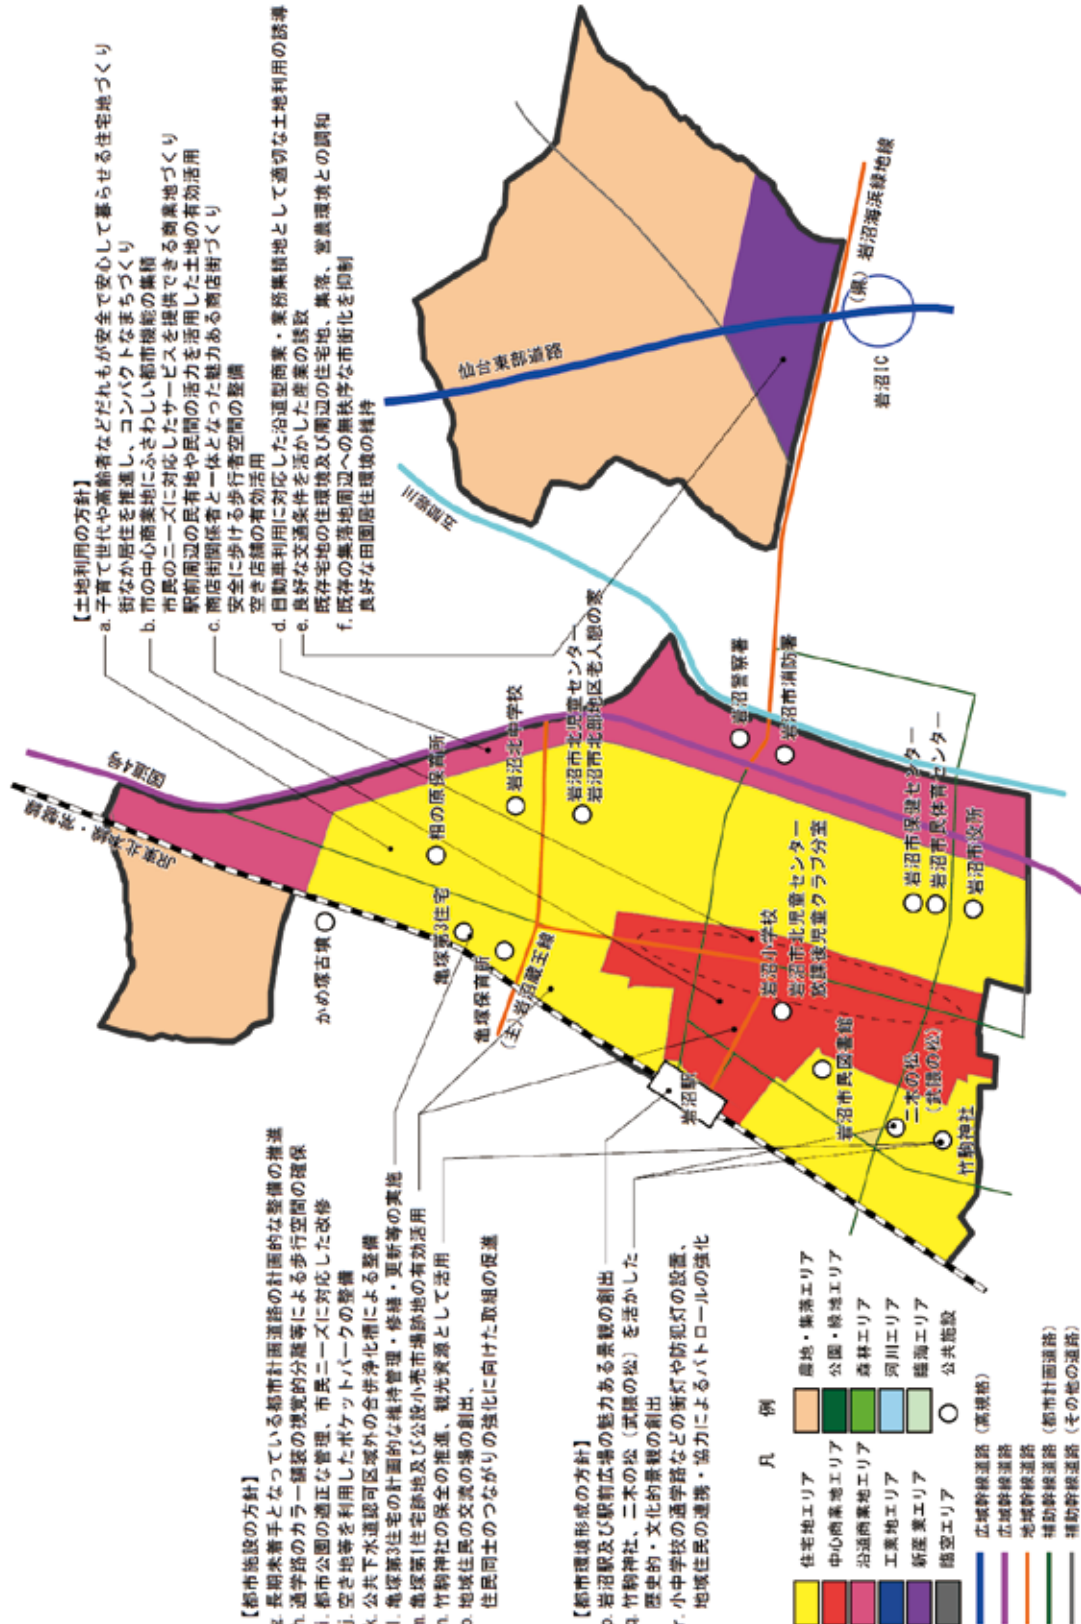 【土地利用の方針】
a. 子育て世代や高齢者などだれもが安全で安心して暮らせる住宅地づくり
街なか居住を推進し、コンパクトなまちづくり
b. 市の中心商業地にふさわしい都市機能の集積
市民のニーズに対応したサービスを提供できる商業地づくり
駅前周辺の民有地や民間の活力を活用した土地の有効活用
c. 商店街関係者と一体となった魅力ある商店街づくり
安全に歩ける歩行者空間の整備
空き店舗の有効活用
d. 自動車利用に対応した沿道型商業・業務集積地として適切な土地利用の誘導
e. 良好な交通条件を活かした産業の誘致
既存宅地の住環境及び周辺の住宅地、集落、営農環境との調和
f. 既存の集落地周辺への無秩序な市街化を抑制
良好な田園居住環境の維持
【都市施設の方針】
g. 長期未着手となっている都市計画道路の計画的な整備の推進
h. 通学路のカラー舗装の視覚的分離等による歩行空間の確保
i. 都市公園の適正な管理、市民ニーズに対応した改修
j. 空き地等を利用したポケットパークの整備
k. 公共下水道認可区域外の合併浄化槽による整備
l. 亀塚第3住宅の計画的な維持管理・修繕・更新等の実施
m. 亀塚第1住宅跡地及び公設小売市場跡地の有効活用
n. 竹駒神社の保全の推進、観光資源として活用
o. 地域住民の交流の場の創出、
住民同士のつながりの強化に向けた取組の促進
【都市環境形成の方針】
p. 岩沼駅及び駅前広場の魅力ある景観の創出
q. 竹駒神社、二木の松（武隈の松）を活かした
歴史的・文化的景観の創出
r. 小中学校の通学路などの街灯や防犯灯の設置、
地域住民の連携・協力によるパトロールの強化
JR東北本線・常磐線
国道4号
かめ塚古墳
亀塚第3住宅
亀塚保育所
(主)岩沼蔵王線
相の原保育所
岩沼北中学校
岩沼市北児童センター
岩沼市北部地区老人憩の家
五間堀川
仙台東部道路
(県)岩沼海浜緑地線
岩沼IC
岩沼警察署
岩沼市消防署
岩沼小学校
岩沼市北児童センター
放課後児童クラブ分室
岩沼駅
岩沼市民図書館
二木の松
(武隈の松)
竹駒神社
岩沼市保健センター
岩沼市民体育センター
岩沼市役所
凡例
住宅地エリア
中心商業地エリア
沿道商業地エリア
工業地エリア
新産業エリア
臨空エリア
農地・集落エリア
公園・緑地エリア
森林エリア
河川エリア
臨海エリア
公共施設
広域幹線道路(高規格)
広域幹線道路
地域幹線道路
補助幹線道路(都市計画道路)
補助幹線道路(その他の道路)